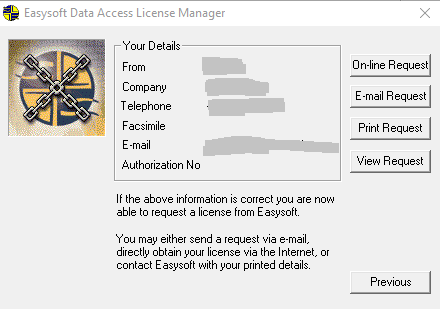 Easysoft Data Access License Manager
Your Details
From
Company
Telephone
Facsimile
E-mail
Authorization No
On-line Request
E-mail Request
Print Request
View Request
If the above information is correct you are now
able to request a license from Easysoft.
You may either send a request via e-mail,
directly obtain your license via the Internet, or
contact Easysoft with your printed details.
Previous